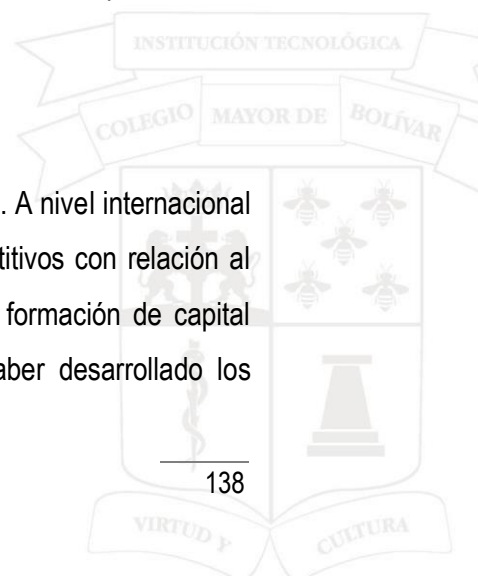 INSTITUCIÓN TECNOLÓGICA
COLEGIO MAYOR DE BOLÍVAR
. A nivel internacional
titivos con relación al
formación de capital
aber desarrollado los
138
VIRTUD Y CULTURA